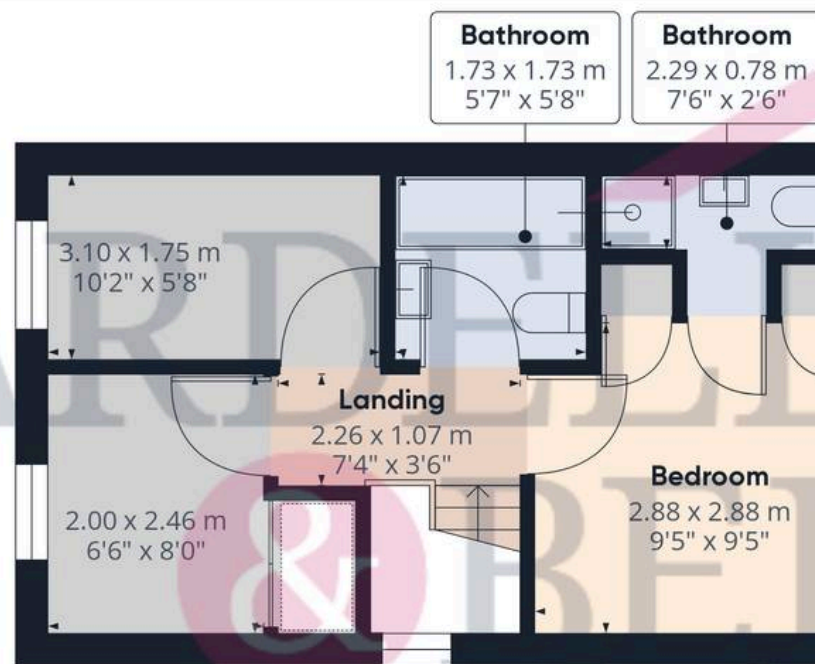 Bathroom
1.73 x 1.73 m
5'7" x 5'8"
Bathroom
2.29 x 0.78 m
7'6" x 2'6"
3.10 x 1.75 m
10'2" x 5'8"
Landing
2.26 x 1.07 m
7'4" x 3'6"
2.00 x 2.46 m
6'6" x 8'0"
Bedroom
2.88 x 2.88 m
9'5" x 9'5"
ARDELL
& BE